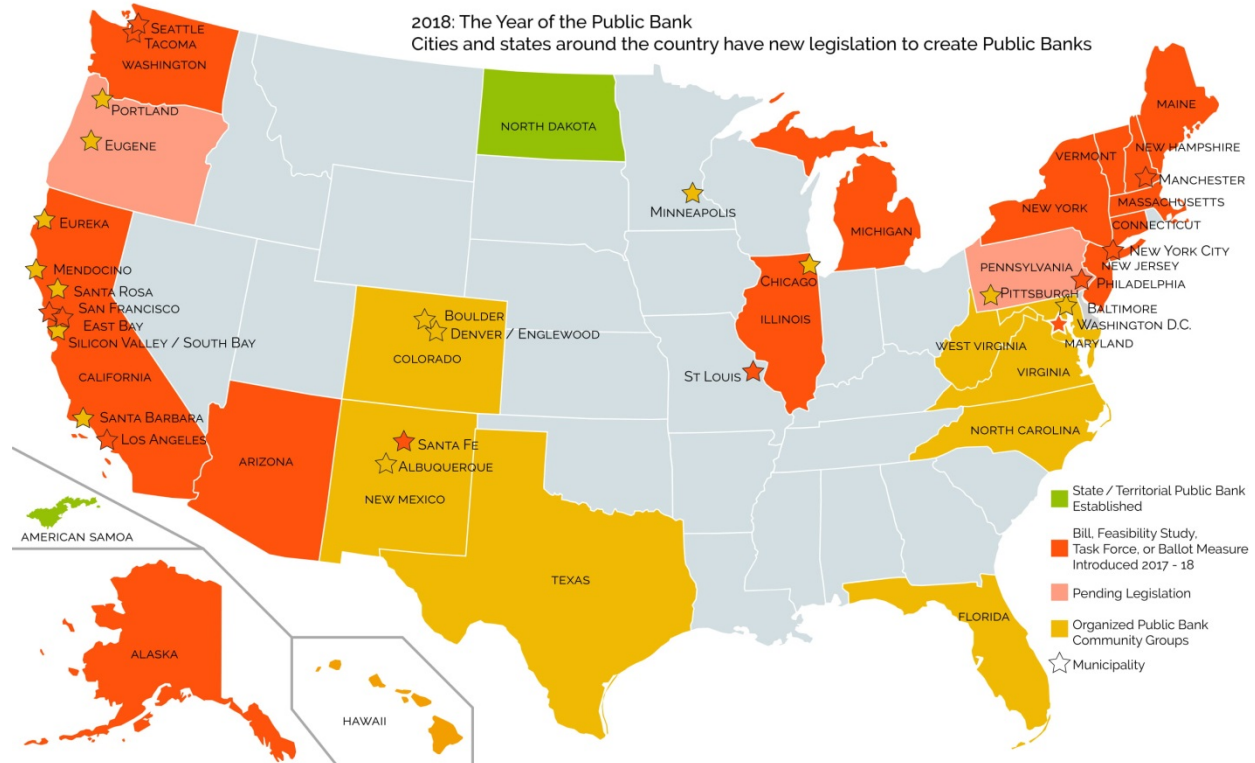 2018: The Year of the Public Bank
Cities and states around the country have new legislation to create Public Banks
Seattle
Tacoma
Washington
Portland
Eugene
Eureka
Mendocino
Santa Rosa
San Francisco
East Bay
Silicon Valley / South Bay
California
Santa Barbara
Los Angeles
Arizona
North Dakota
Minneapolis
Boulder
Denver / Englewood
Colorado
Santa Fe
Albuquerque
New Mexico
Texas
St Louis
Chicago
Illinois
Michigan
Maine
Vermont
New Hampshire
Manchester
Massachusetts
New York
Connecticut
New York City
Pennsylvania
New Jersey
Philadelphia
Pittsburgh
Baltimore
Washington D.C.
Maryland
West Virginia
Virginia
North Carolina
Florida
American Samoa
Alaska
Hawaii
State / Territorial Public Bank
Established
Bill, Feasibility Study,
Task Force, or Ballot Measure
Introduced 2017 - 18
Pending Legislation
Organized Public Bank
Community Groups
Municipality